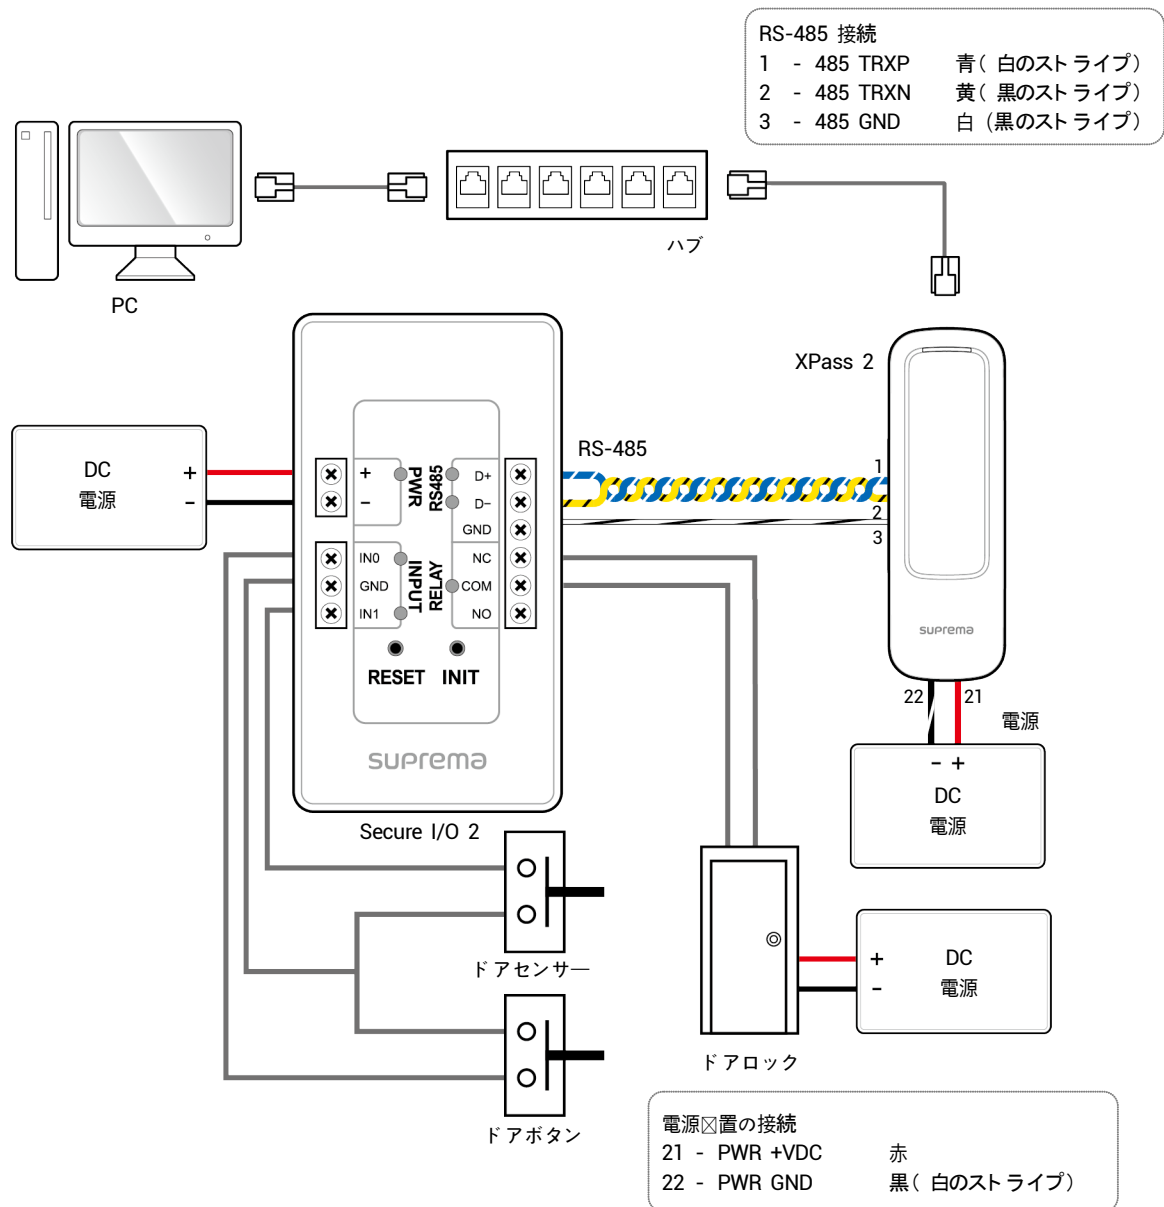 RS-485 接続
1 - 485 TRXP 青( 白のストライプ)
2 - 485 TRXN 黄( 黒のストライプ)
3 - 485 GND 白 (黒のストライプ)
ハブ
PC
XPass 2
RS-485
1
2
3
DC
電源
+
-
+
-
PWR
RS485
D+
D-
GND
IN0
GND
IN1
INPUT
RELAY
NC
COM
NO
RESET INIT
suprema
Secure I/O 2
suprema
22 21
電源
- +
DC
電源
ドアセンサー
ドアボタン
ドアロック
+
-
DC
電源
電源☒置の接続
21 - PWR +VDC 赤
22 - PWR GND 黒( 白のストライプ)